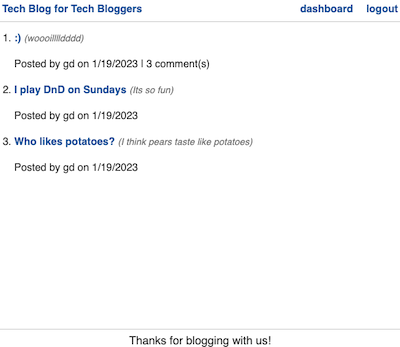 Tech Blog for Tech Bloggers dashboard logout
1. :) (woooilllldddd)
Posted by gd on 1/19/2023 | 3 comment(s)
2. I play DnD on Sundays (Its so fun)
Posted by gd on 1/19/2023
3. Who likes potatoes? (I think pears taste like potatoes)
Posted by gd on 1/19/2023
Thanks for blogging with us!